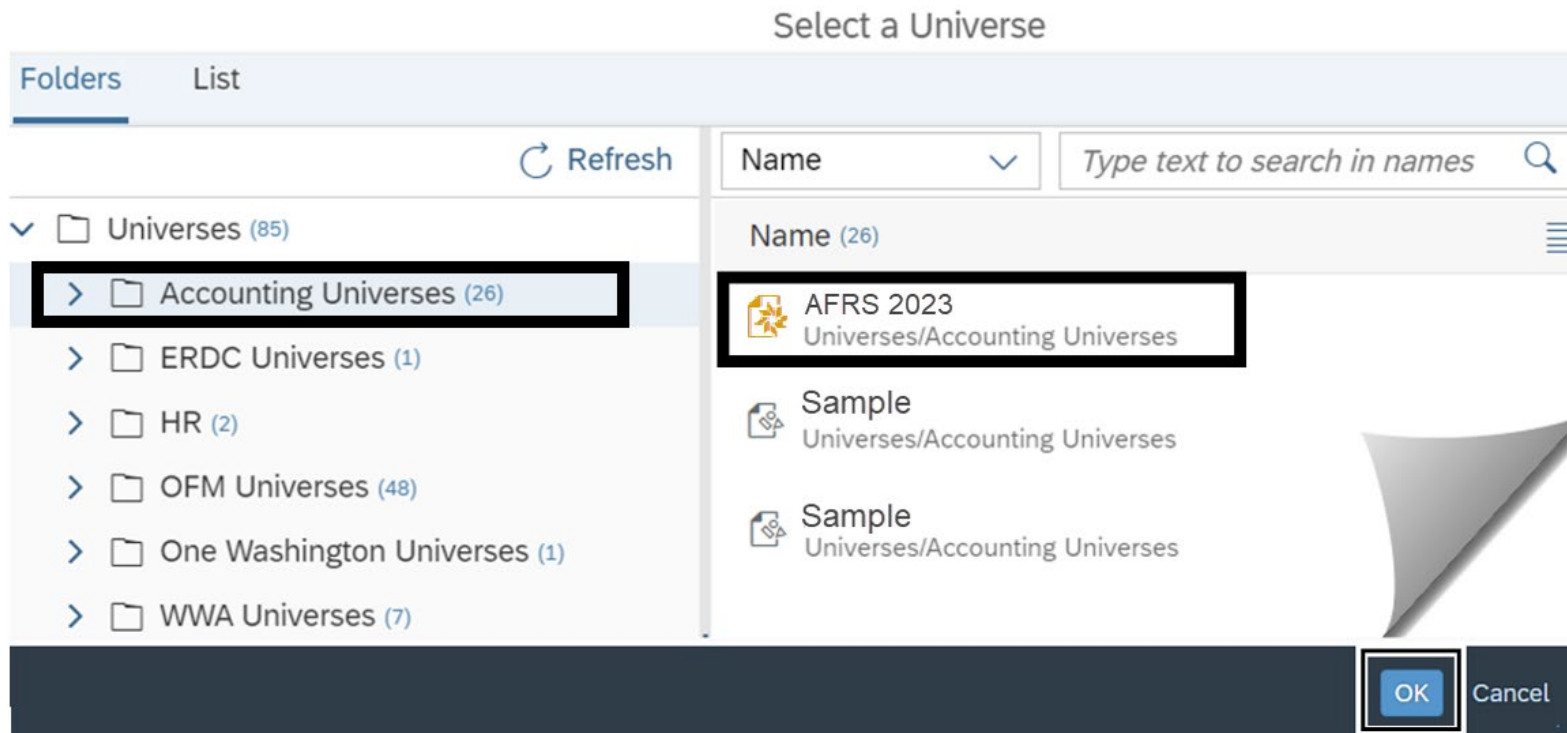 Select a Universe
Folders List
Refresh
Name Type text to search in names
Universes (85)
Accounting Universes (26)
ERDC Universes (1)
HR (2)
OFM Universes (48)
One Washington Universes (1)
WWA Universes (7)
Name (26)
AFRS 2023
Universes/Accounting Universes
Sample
Universes/Accounting Universes
Sample
Universes/Accounting Universes
OK Cancel